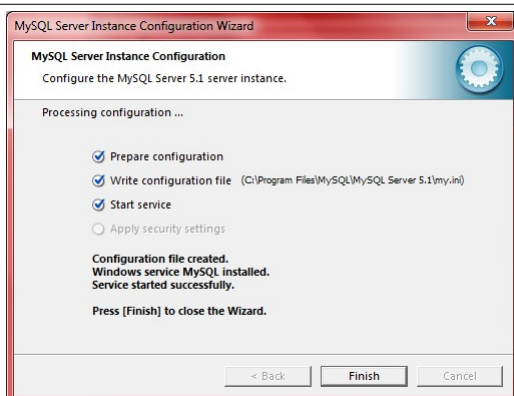 MySQL Server Instance Configuration Wizard
MySQL Server Instance Configuration
Configure the MySQL Server 5.1 server instance.
Processing configuration ...
Prepare configuration
Write configuration file (C:\Program Files\MySQL\MySQL Server 5.1\my.ini)
Start service
Apply security settings
Configuration file created.
Windows service MySQL installed.
Service started successfully.
Press [Finish] to close the Wizard.
< Back Finish Cancel